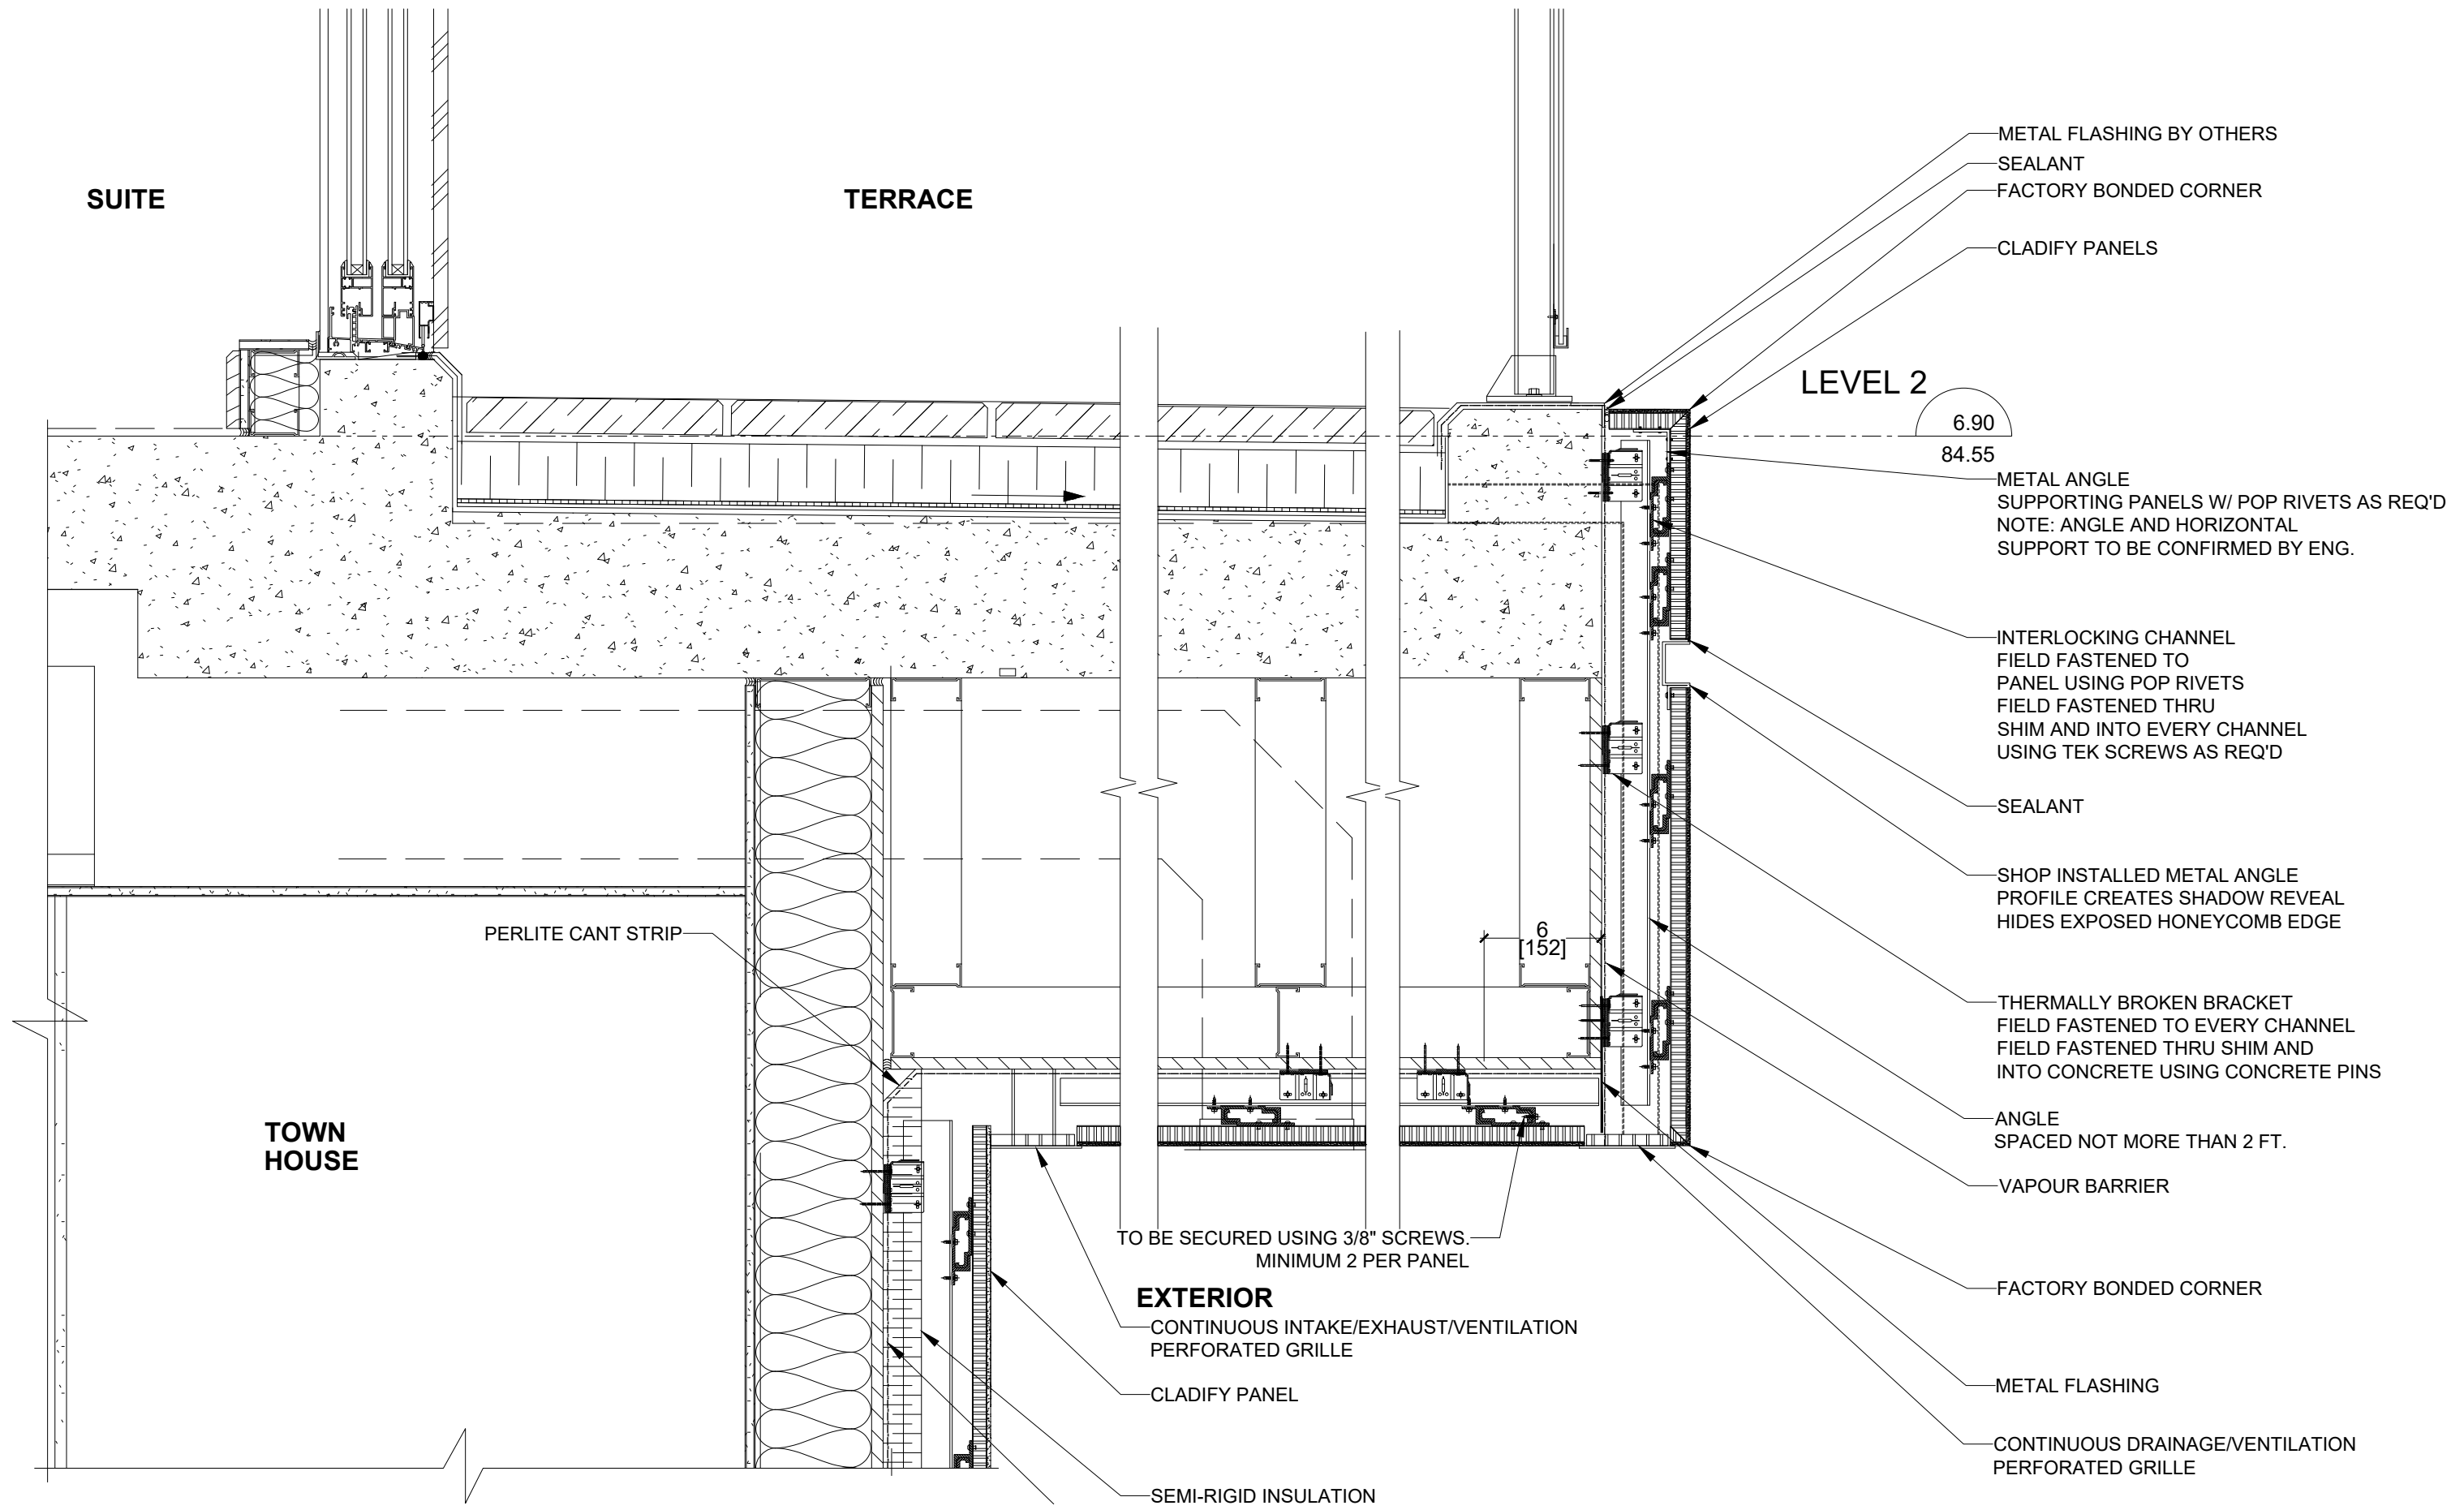 SUITE
TERRACE
METAL FLASHING BY OTHERS
SEALANT
FACTORY BONDED CORNER
CLADIFY PANELS
LEVEL 2
6.90
84.55
METAL ANGLE
SUPPORTING PANELS W/ POP RIVETS AS REQ'D
NOTE: ANGLE AND HORIZONTAL
SUPPORT TO BE CONFIRMED BY ENG.
INTERLOCKING CHANNEL
FIELD FASTENED TO
PANEL USING POP RIVETS
FIELD FASTENED THRU
SHIM AND INTO EVERY CHANNEL
USING TEK SCREWS AS REQ'D
SEALANT
SHOP INSTALLED METAL ANGLE
PROFILE CREATES SHADOW REVEAL
HIDES EXPOSED HONEYCOMB EDGE
PERLITE CANT STRIP
6
[152]
THERMALLY BROKEN BRACKET
FIELD FASTENED TO EVERY CHANNEL
FIELD FASTENED THRU SHIM AND
INTO CONCRETE USING CONCRETE PINS
TOWN
HOUSE
ANGLE
SPACED NOT MORE THAN 2 FT.
VAPOUR BARRIER
TO BE SECURED USING 3/8" SCREWS.
MINIMUM 2 PER PANEL
EXTERIOR
CONTINUOUS INTAKE/EXHAUST/VENTILATION
PERFORATED GRILLE
CLADIFY PANEL
SEMI-RIGID INSULATION
FACTORY BONDED CORNER
METAL FLASHING
CONTINUOUS DRAINAGE/VENTILATION
PERFORATED GRILLE